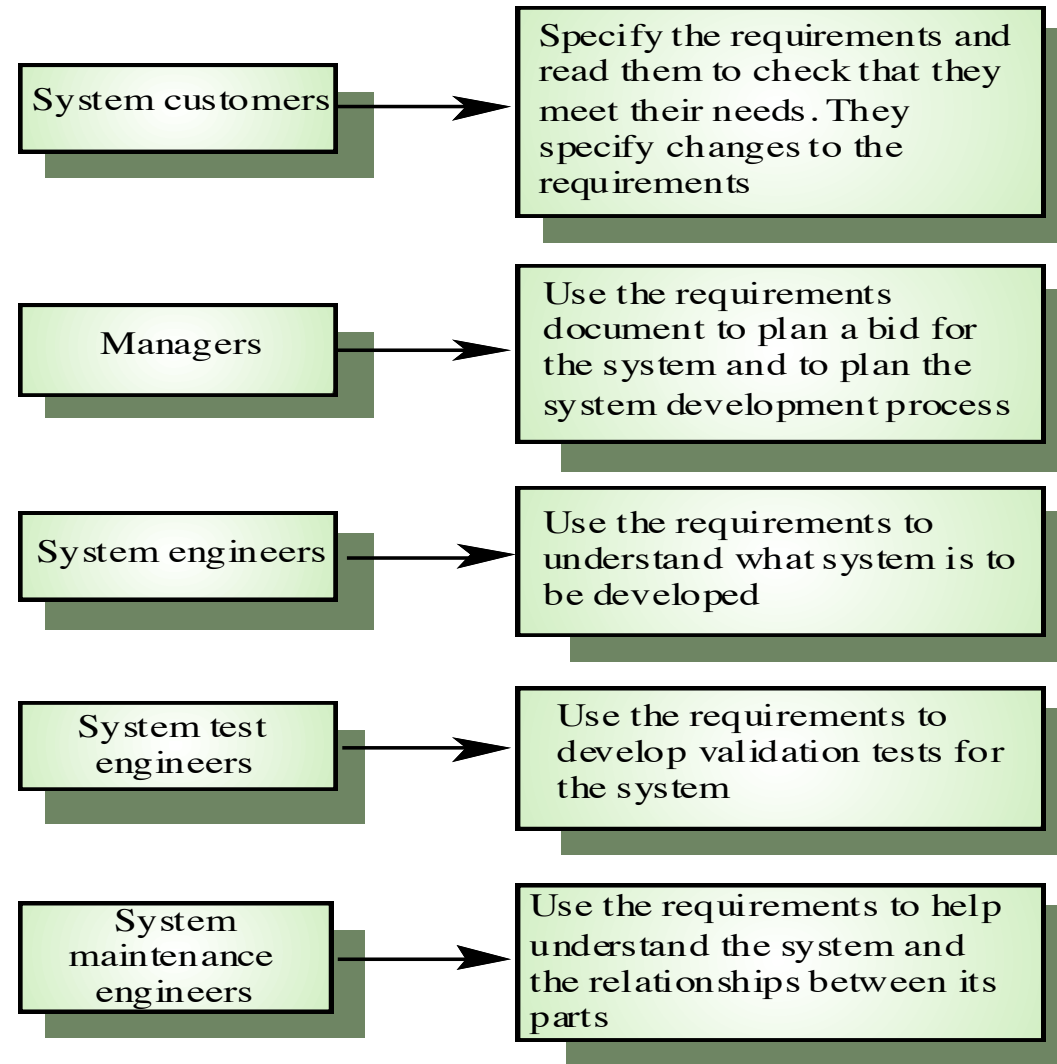 System customers
Specify the requirements and
read them to check that they
meet their needs. They
specify changes to the
requirements
Managers
Use the requirements
document to plan a bid for
the system and to plan the
system development process
System engineers
Use the requirements to
understand what system is to
be developed
System test
engineers
Use the requirements to
develop validation tests for
the system
System
maintenance
engineers
Use the requirements to help
understand the system and
the relationships between its
parts